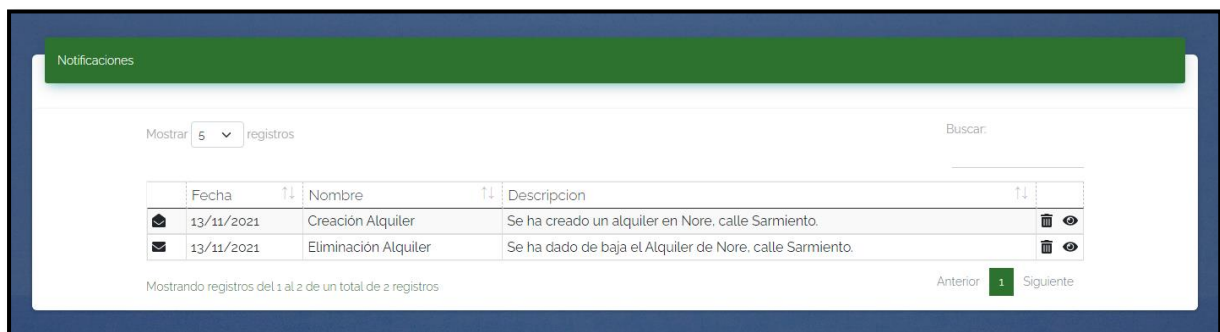 Notificaciones
Mostrar 5 registros
Buscar:
Fecha Nombre Descripcion
13/11/2021 Creación Alquiler Se ha creado un alquiler en Nore, calle Sarmiento.
13/11/2021 Eliminación Alquiler Se ha dado de baja el Alquiler de Nore, calle Sarmiento.
Mostrando registros del 1 al 2 de un total de 2 registros
Anterior 1 Siguiente